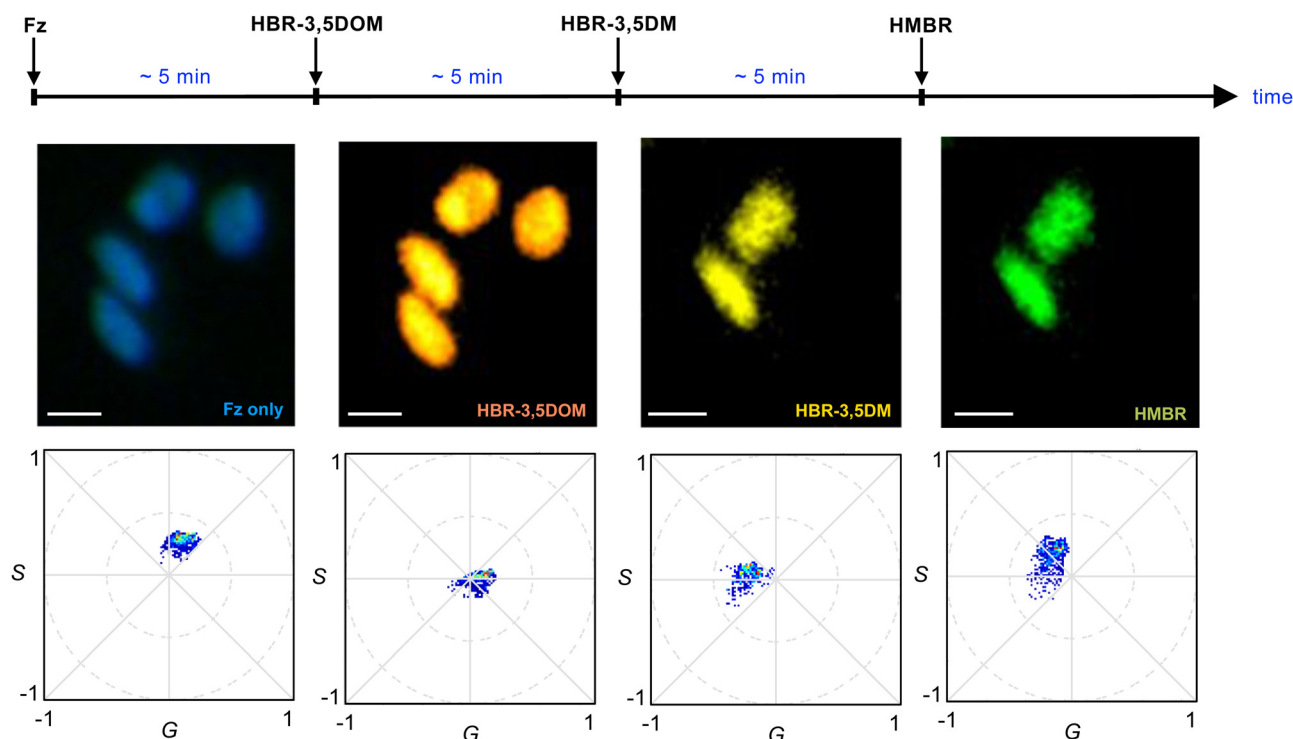 Fz HBR-3,5DOM HBR-3,5DM HMBR
~ 5 min ~ 5 min ~ 5 min
time
Fz only HBR-3,5DOM HBR-3,5DM HMBR
1 1 1 1
S S S S
-1 -1 -1 -1
-1 1 -1 1 -1 1 -1 1
G G G G